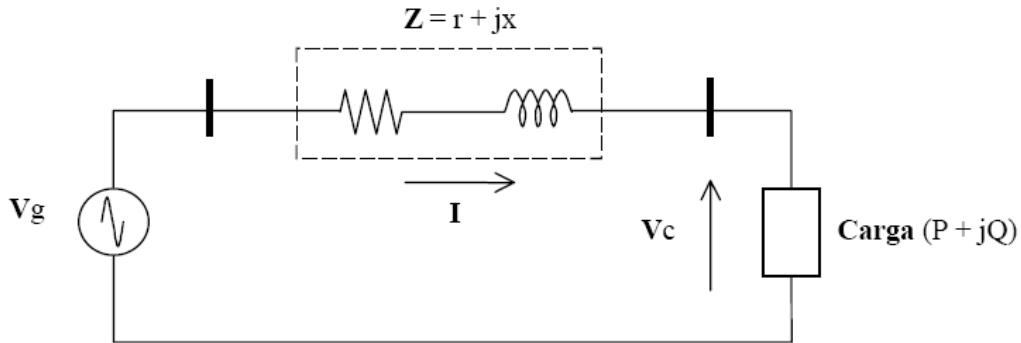 Z = r + jx
Vg
I
Vc
Carga (P + jQ)